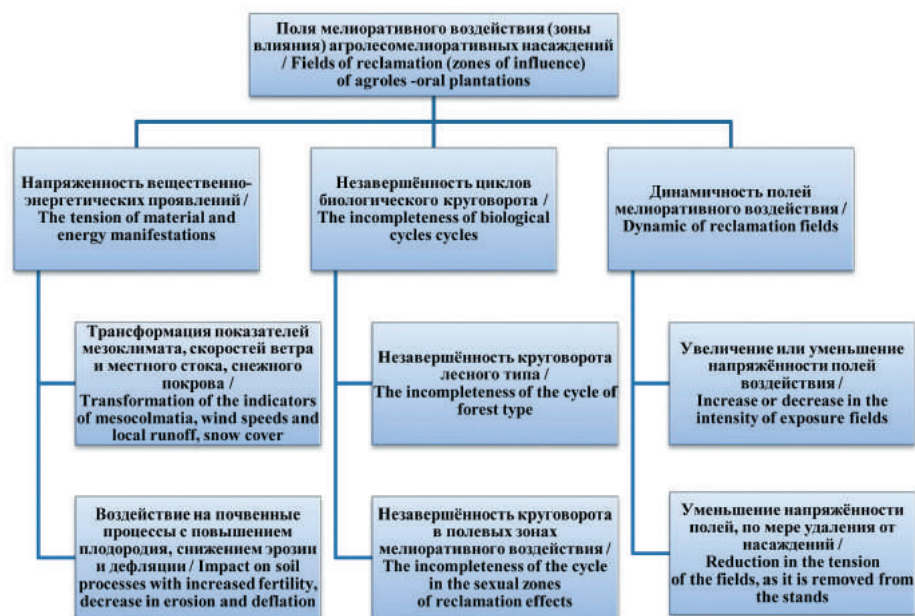 Поля мелиоративного воздействия (зоны
влияния) агролесомелиоративных насаждений
/ Fields of reclamation (zones of influence)
of agroles -oral plantations
Напряженность вещественно-
энергетических проявлений /
The tension of material and
energy manifestations
Незавершённость циклов
биологического круговорота /
The incompleteness of biological
cycles cycles
Динамичность полей
мелиоративного воздействия /
Dynamic of reclamation fields
Трансформация показателей
мезоклимата, скоростей ветра
и местного стока, снежного
покрова /
Transformation of the indicators
of mesocolmatia, wind speeds and
local runoff, snow cover
Незавершённость круговорота
лесного типа /
The incompleteness of the cycle of
forest type
Увеличение или уменьшение
напряжённости полей
воздействия /
Increase or decrease in the
intensity of exposure fields
Воздействие на почвенные
процессы с повышением
плодородия, снижением эрозии
и дефляции / Impact on soil
processes with increased fertility,
decrease in erosion and deflation
Незавершённость круговорота
в полевых зонах
мелиоративного воздействия /
The incompleteness of the cycle
in the sexual zones
of reclamation effects
Уменьшение напряжённости
полей, по мере удаления от
насаждений /
Reduction in the tension
of the fields, as it is removed from
the stands